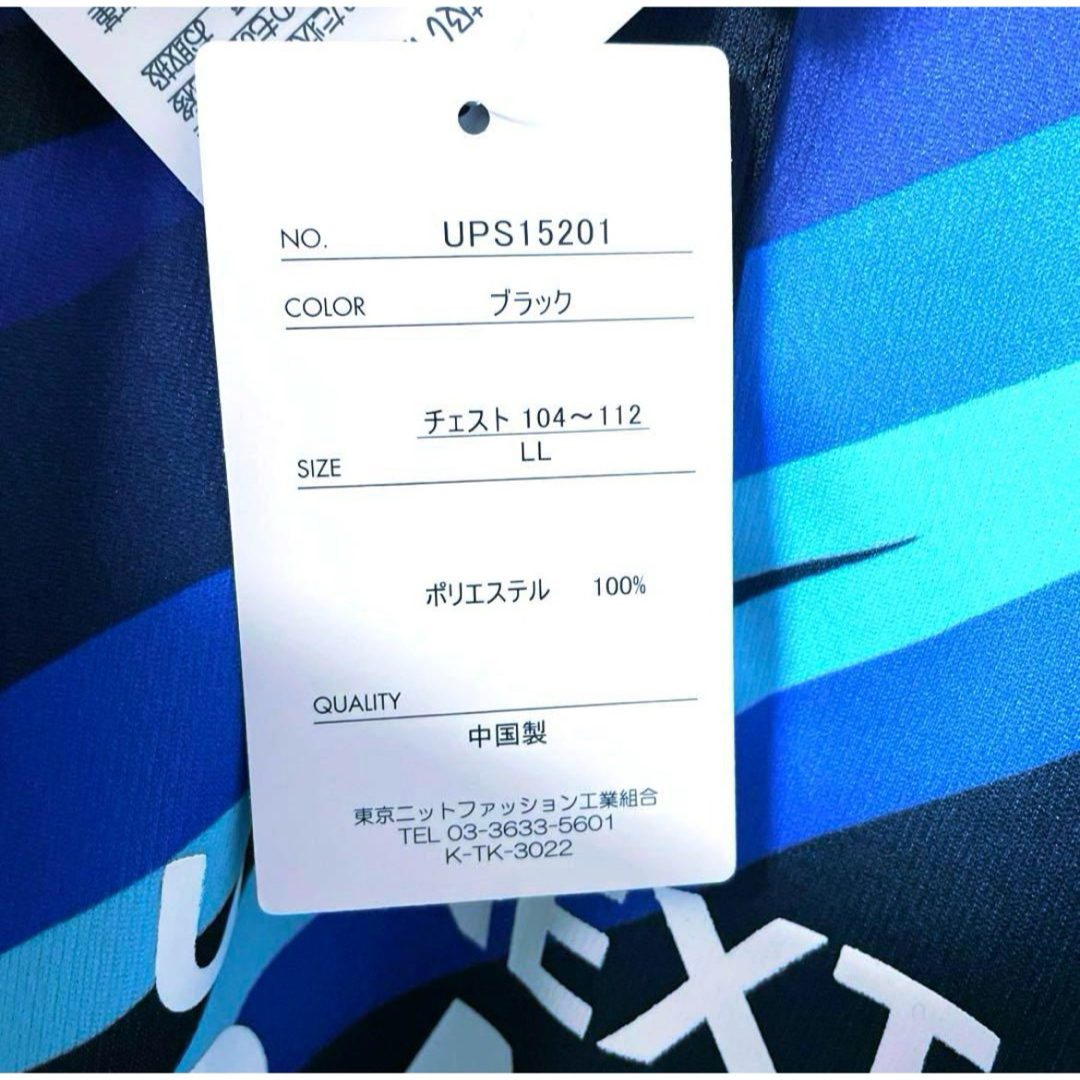 NO. UPS15201
COLOR ブラック
チェスト 104～112
SIZE LL
ポリエステル 100%
QUALITY
中国製
東京ニットファッション工業組合
TEL 03-3633-5601
K-TK-3022
EXT